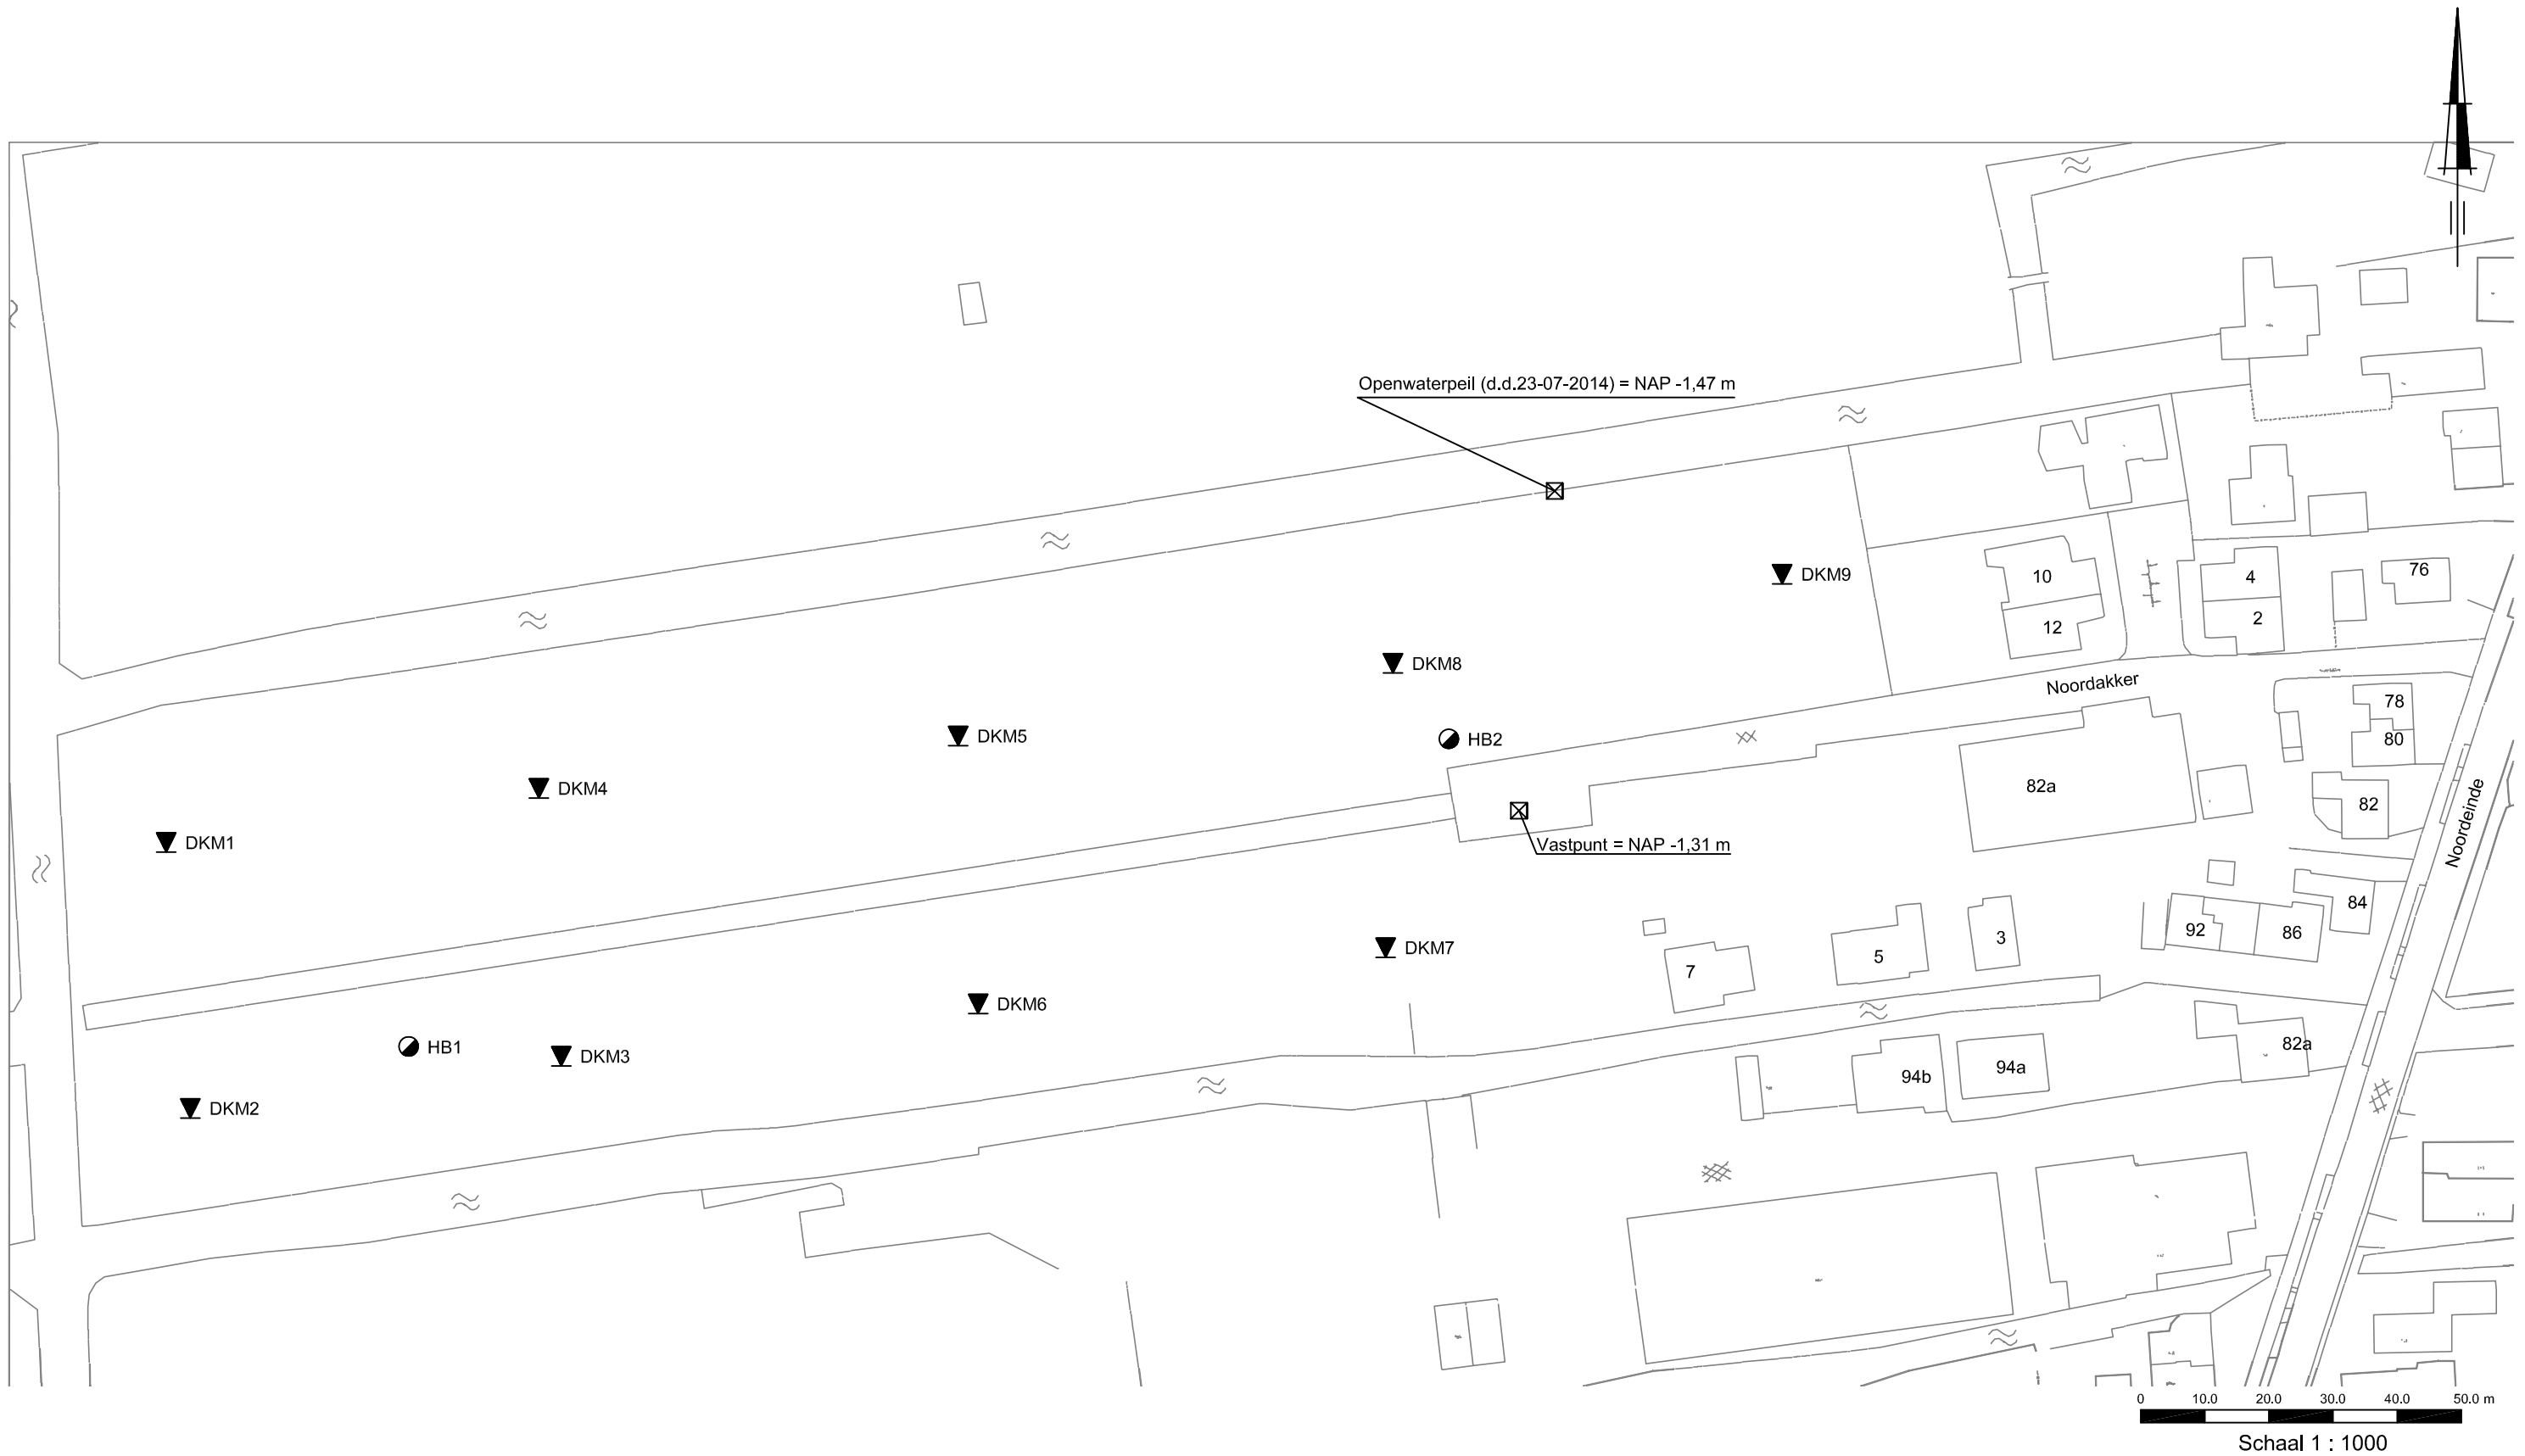 Openwaterpeil (d.d.23-07-2014) = NAP -1,47 m
DKM9
10
4
76
12
2
DKM8
Noordakker
78
DKM5
HB2
80
DKM4
82a
82
Noordeinde
DKM1
Vastpunt = NAP -1,31 m
84
92
86
DKM7
3
5
7
DKM6
HB1
DKM3
82a
94b
94a
DKM2
0 10.0 20.0 30.0 40.0 50.0 m
Schaal 1 : 1000